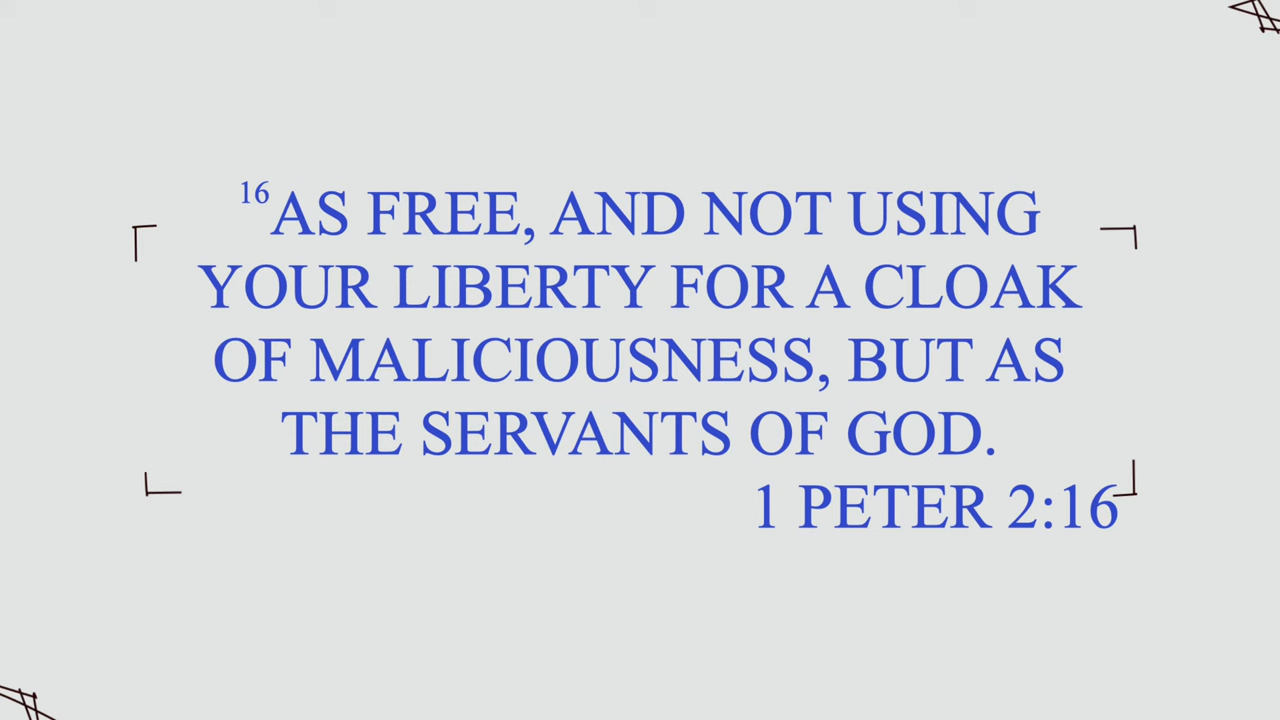 16AS FREE, AND NOT USING
YOUR LIBERTY FOR A CLOAK
OF MALICIOUSNESS, BUT AS
THE SERVANTS OF GOD.
1 PETER 2:16